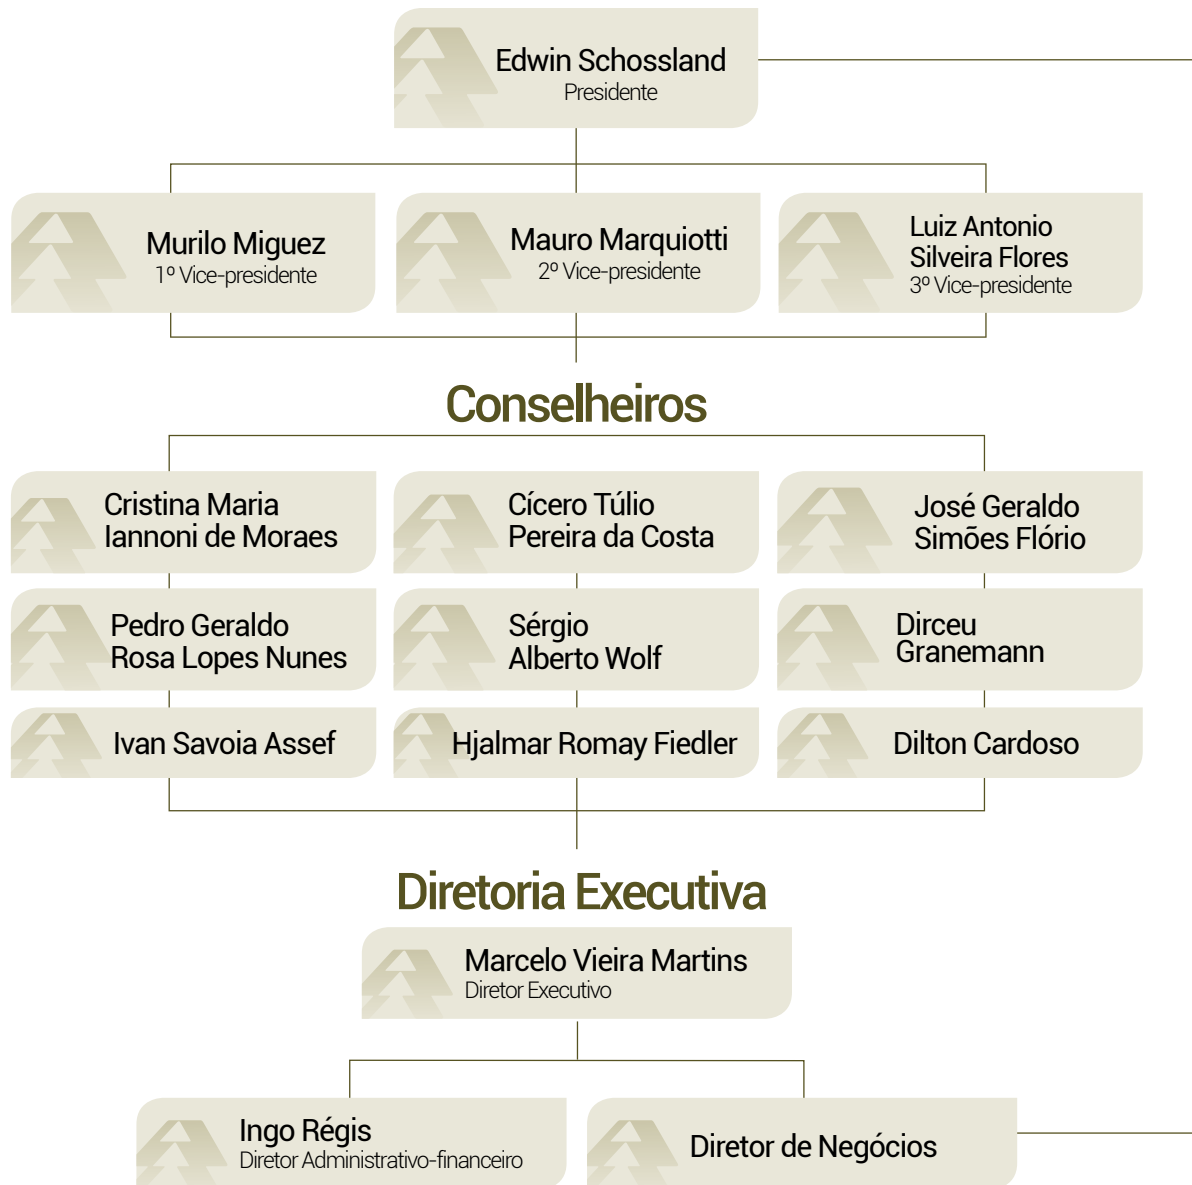 Edwin Schossland
Presidente
Murilo Miguez
1º Vice-presidente
Mauro Marquiotti
2º Vice-presidente
Luiz Antonio
Silveira Flores
3º Vice-presidente
Conselheiros
Cristina Maria
Iannoni de Moraes
Cícero Túlio
Pereira da Costa
José Geraldo
Simões Flório
Pedro Geraldo
Rosa Lopes Nunes
Sérgio
Alberto Wolf
Dirceu
Granemann
Ivan Savoia Assef
Hjalmar Romay Fiedler
Dilton Cardoso
Diretoria Executiva
Marcelo Vieira Martins
Diretor Executivo
Ingo Régis
Diretor Administrativo-financeiro
Diretor de Negócios